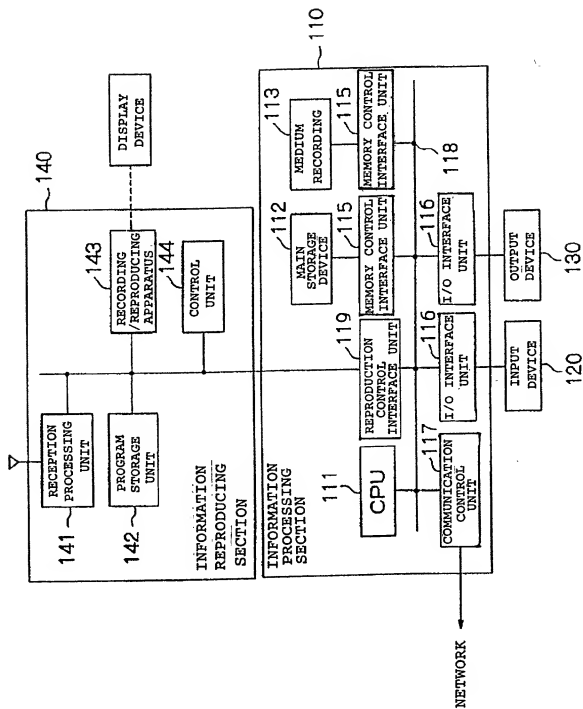 140
RECEPTION
PROCESSING
UNIT
141
PROGRAM
STORAGE
UNIT
142
RECORDING
/REPRODUCING
APPARATUS
143
144
CONTROL
UNIT
DISPLAY
DEVICE
INFORMATION
REPRODUCING
SECTION
INFORMATION
PROCESSING
SECTION
110
111
CPU
119
REPRODUCTION
CONTROL
INTERFACE UNIT
112
MAIN
STORAGE
DEVICE
115
MEMORY CONTROL
INTERFACE UNIT
113
MEDIUM
RECORDING
115
MEMORY CONTROL
INTERFACE UNIT
118
117
COMMUNICATION
CONTROL
UNIT
116
I/O INTERFACE
UNIT
116
I/O INTERFACE
UNIT
NETWORK
INPUT
DEVICE
120
OUTPUT
DEVICE
130